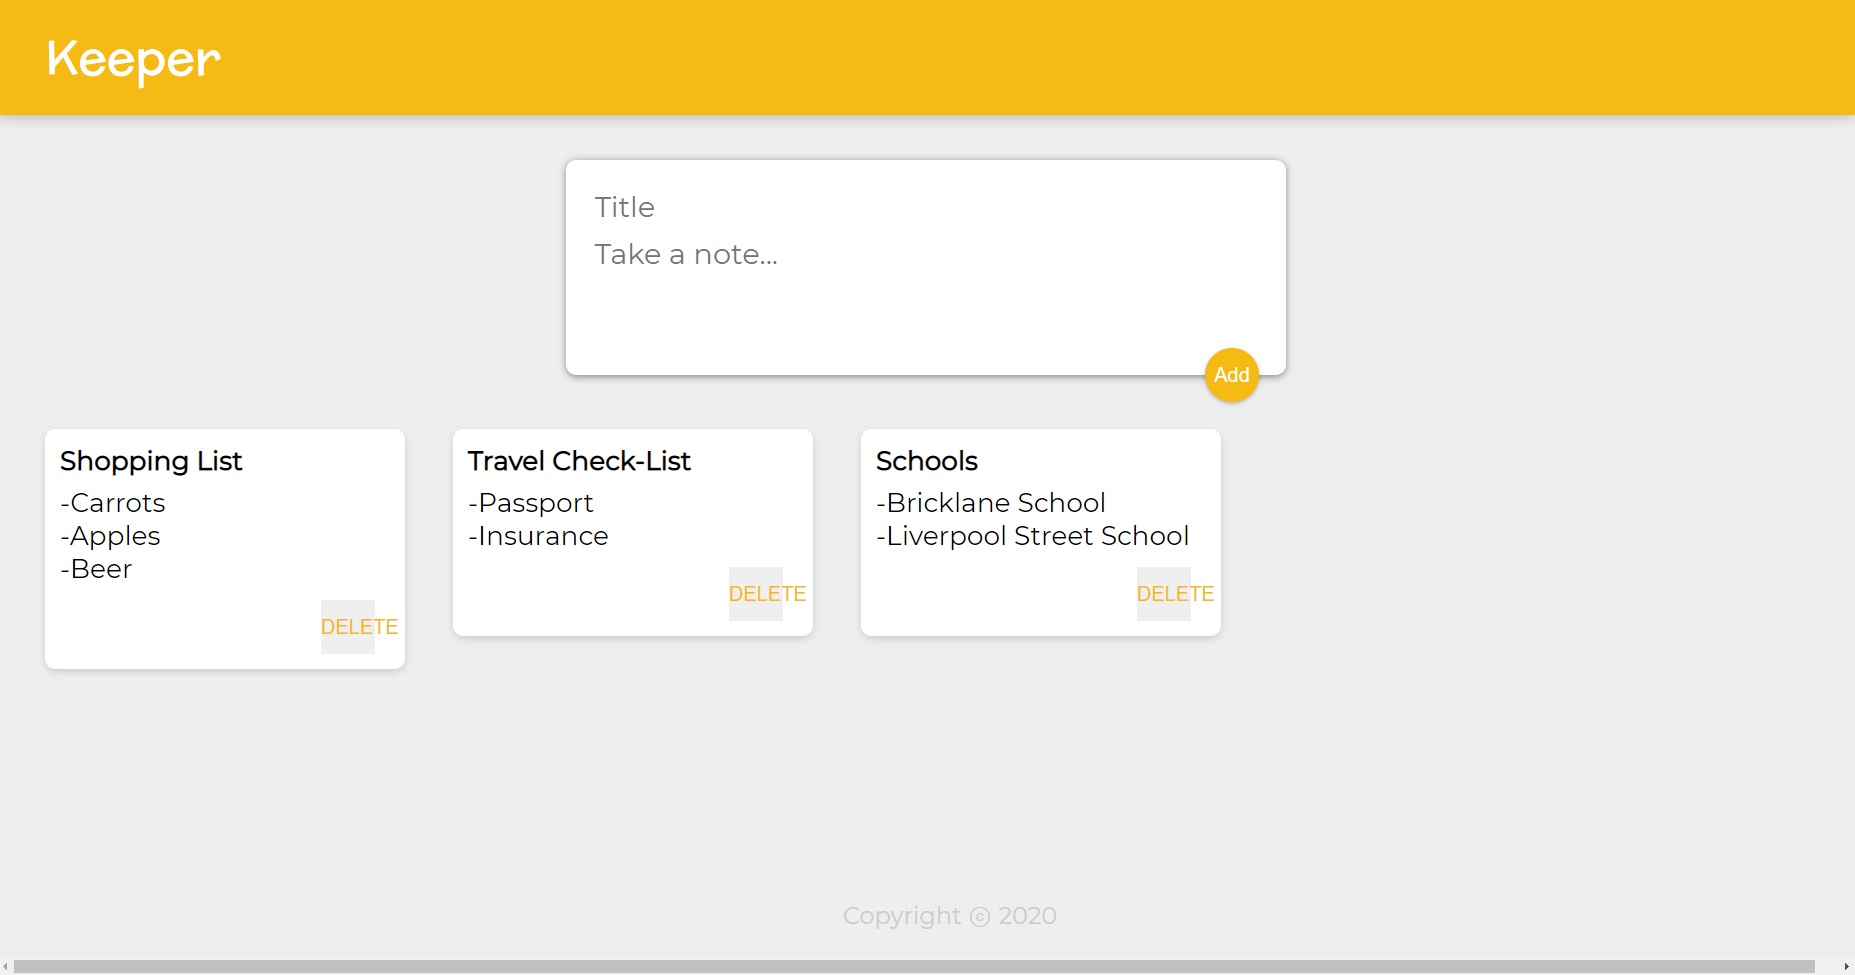 Keeper
Title
Take a note...
Add
Shopping List
-Carrots
-Apples
-Beer
DELETE
Travel Check-List
-Passport
-Insurance
DELETE
Schools
-Bricklane School
-Liverpool Street School
DELETE
Copyright © 2020